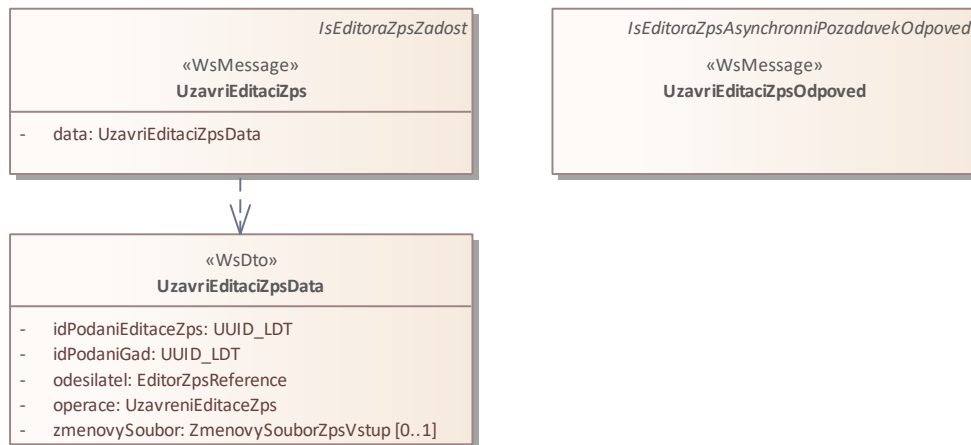 IsEditoraZpsZadost
«WsMessage»
UzavriEditaciZps
- data: UzavriEditaciZpsData
IsEditoraZpsAsynchronniPozadavekOdpoved
«WsMessage»
UzavriEditaciZpsOdpoved
«WsDto»
UzavriEditaciZpsData
- idPodaniEditaceZps: UUID_LDT
- idPodaniGad: UUID_LDT
- odesilatel: EditorZpsReference
- operace: UzavreniEditaceZps
- zmenovySoubor: ZmenovySouborZpsVstup [0..1]